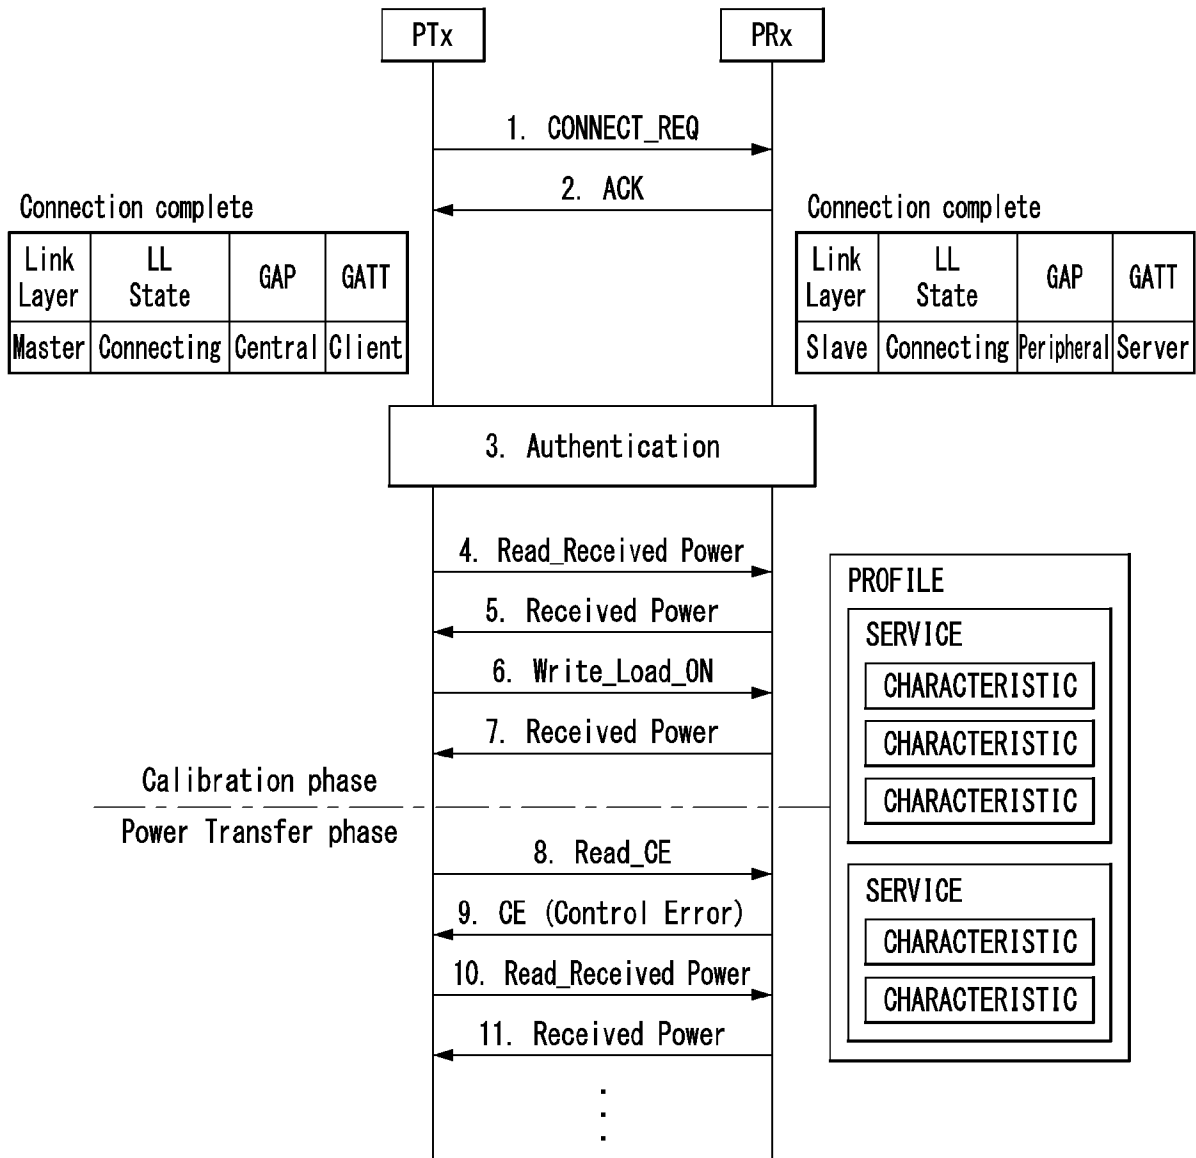 PTx
PRx
1. CONNECT_REQ
2. ACK
Connection complete
Link Layer
LL State
GAP
GATT
Master
Connecting
Central
Client
Connection complete
Link Layer
LL State
GAP
GATT
Slave
Connecting
Peripheral
Server
3. Authentication
4. Read_Received Power
5. Received Power
6. Write_Load_ON
7. Received Power
Calibration phase
Power Transfer phase
8. Read_CE
9. CE (Control Error)
10. Read_Received Power
11. Received Power
PROFILE
SERVICE
CHARACTERISTIC
CHARACTERISTIC
CHARACTERISTIC
SERVICE
CHARACTERISTIC
CHARACTERISTIC